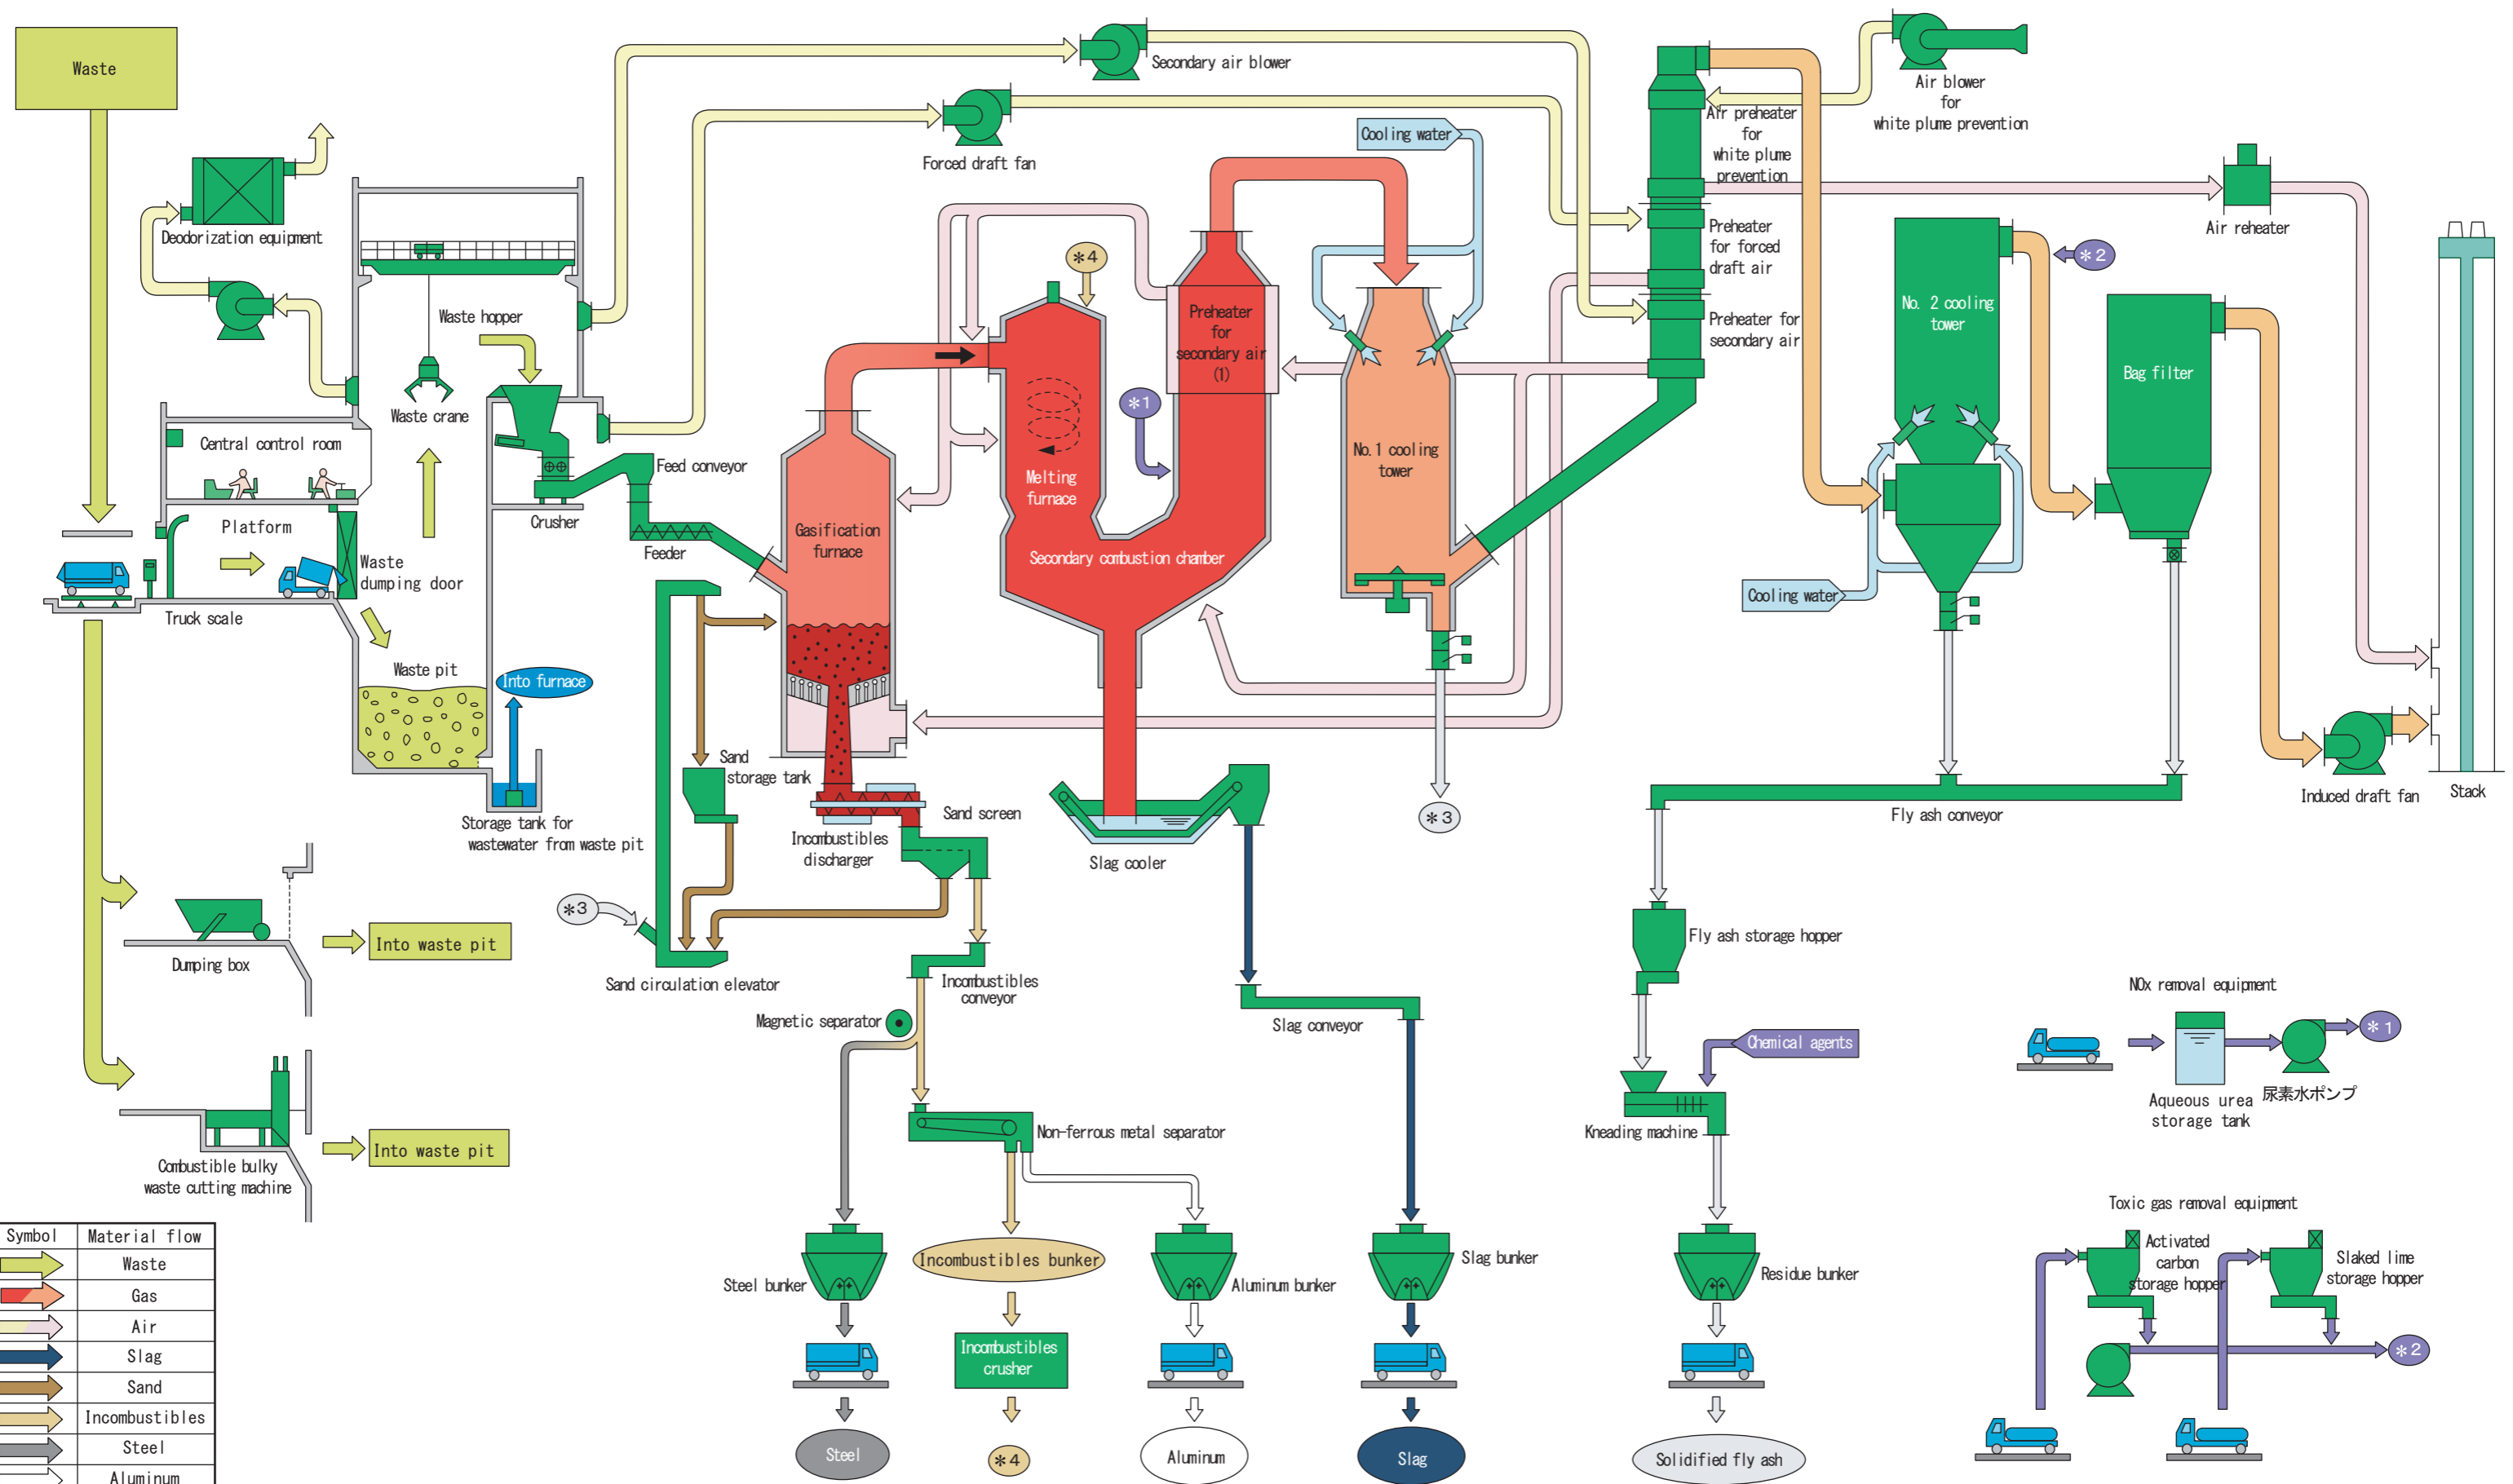 Waste
Secondary air blower
Air blower
for
white plume prevention
Forced draft fan
Cooling water
Air preheater
for
white plume
prevention
Deodorization equipment
Air reheater
Preheater
for forced
draft air
Preheater for
secondary air
Waste hopper
Waste crane
Central control room
Platform
Truck scale
Waste
dumping door
Waste pit
Into furnace
Storage tank for
wastewater from waste pit
Crusher
Feed conveyor
Feeder
Gasification
furnace
*4
Melting
furnace
*1
Preheater
for
secondary air
(1)
Secondary combustion chamber
No.1 cooling
tower
*3
No. 2 cooling
tower
*2
Cooling water
Bag filter
Induced draft fan
Stack
Fly ash conveyor
Sand
storage tank
Incombustibles
discharger
Sand screen
Slag cooler
*3
Sand circulation elevator
Incombustibles
conveyor
Magnetic separator
Slag conveyor
Non-ferrous metal separator
Dumping box
Into waste pit
Combustible bulky
waste cutting machine
Into waste pit
Fly ash storage hopper
Chemical agents
Kneading machine
NOx removal equipment
*1
Aqueous urea
storage tank
尿素水ポンプ
Toxic gas removal equipment
Activated
carbon
storage hopper
Slaked lime
storage hopper
*2
Steel bunker
Incombustibles bunker
Aluminum bunker
Slag bunker
Residue bunker
Incombustibles
crusher
Steel
*4
Aluminum
Slag
Solidified fly ash
Symbol
Material flow
Waste
Gas
Air
Slag
Sand
Incombustibles
Steel
Aluminum